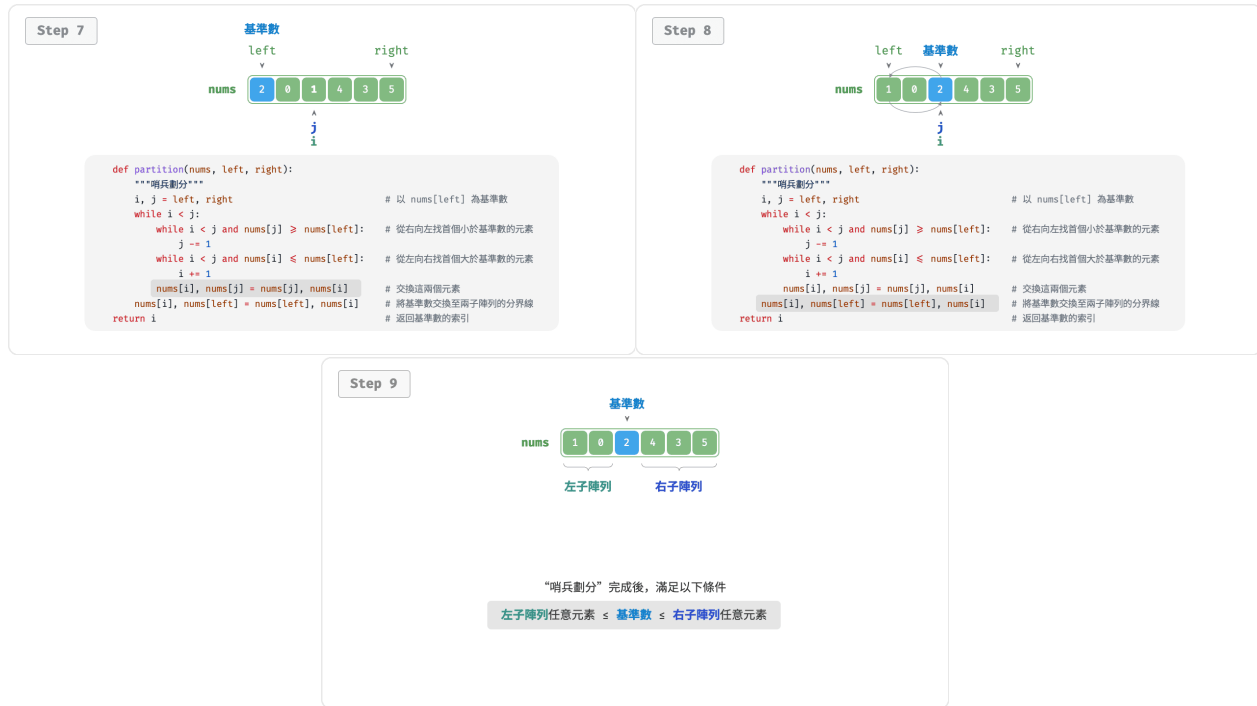 Step 7
基準數
left right
nums 2 0 1 4 3 5
j
i
def partition(nums, left, right):
"""哨兵劃分"""
i, j = left, right # 以 nums[left] 為基準數
while i < j:
while i < j and nums[j] ⩾ nums[left]: # 從右向左找首個小於基準數的元素
j -= 1
while i < j and nums[i] ⩽ nums[left]: # 從左向右找首個大於基準數的元素
i += 1
nums[i], nums[j] = nums[j], nums[i] # 交換這兩個元素
nums[i], nums[left] = nums[left], nums[i] # 將基準數交換至兩子陣列的分界線
return i # 返回基準數的索引
Step 8
left 基準數 right
nums 1 0 2 4 3 5
j
i
def partition(nums, left, right):
"""哨兵劃分"""
i, j = left, right # 以 nums[left] 為基準數
while i < j:
while i < j and nums[j] ⩾ nums[left]: # 從右向左找首個小於基準數的元素
j -= 1
while i < j and nums[i] ⩽ nums[left]: # 從左向右找首個大於基準數的元素
i += 1
nums[i], nums[j] = nums[j], nums[i] # 交換這兩個元素
nums[i], nums[left] = nums[left], nums[i] # 將基準數交換至兩子陣列的分界線
return i # 返回基準數的索引
Step 9
基準數
nums 1 0 2 4 3 5
左子陣列 右子陣列
“哨兵劃分”完成後，滿足以下條件
左子陣列任意元素 ≤ 基準數 ≤ 右子陣列任意元素